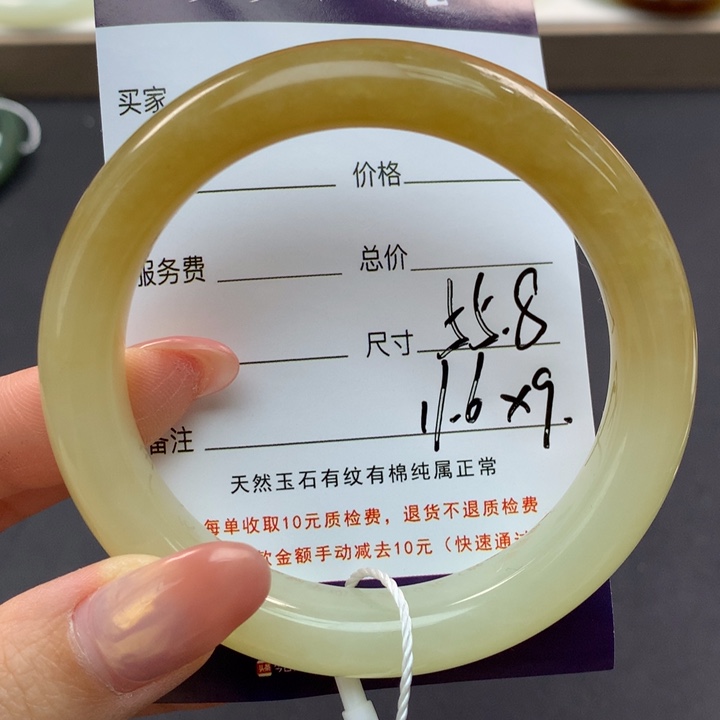 买家
价格
服务费 总价
尺寸 55.8
11.6×9.
备注
天然玉石有纹有棉纯属正常
每单收取10元质检费，退货不退质检费
款金额手动减去10元（快速通过